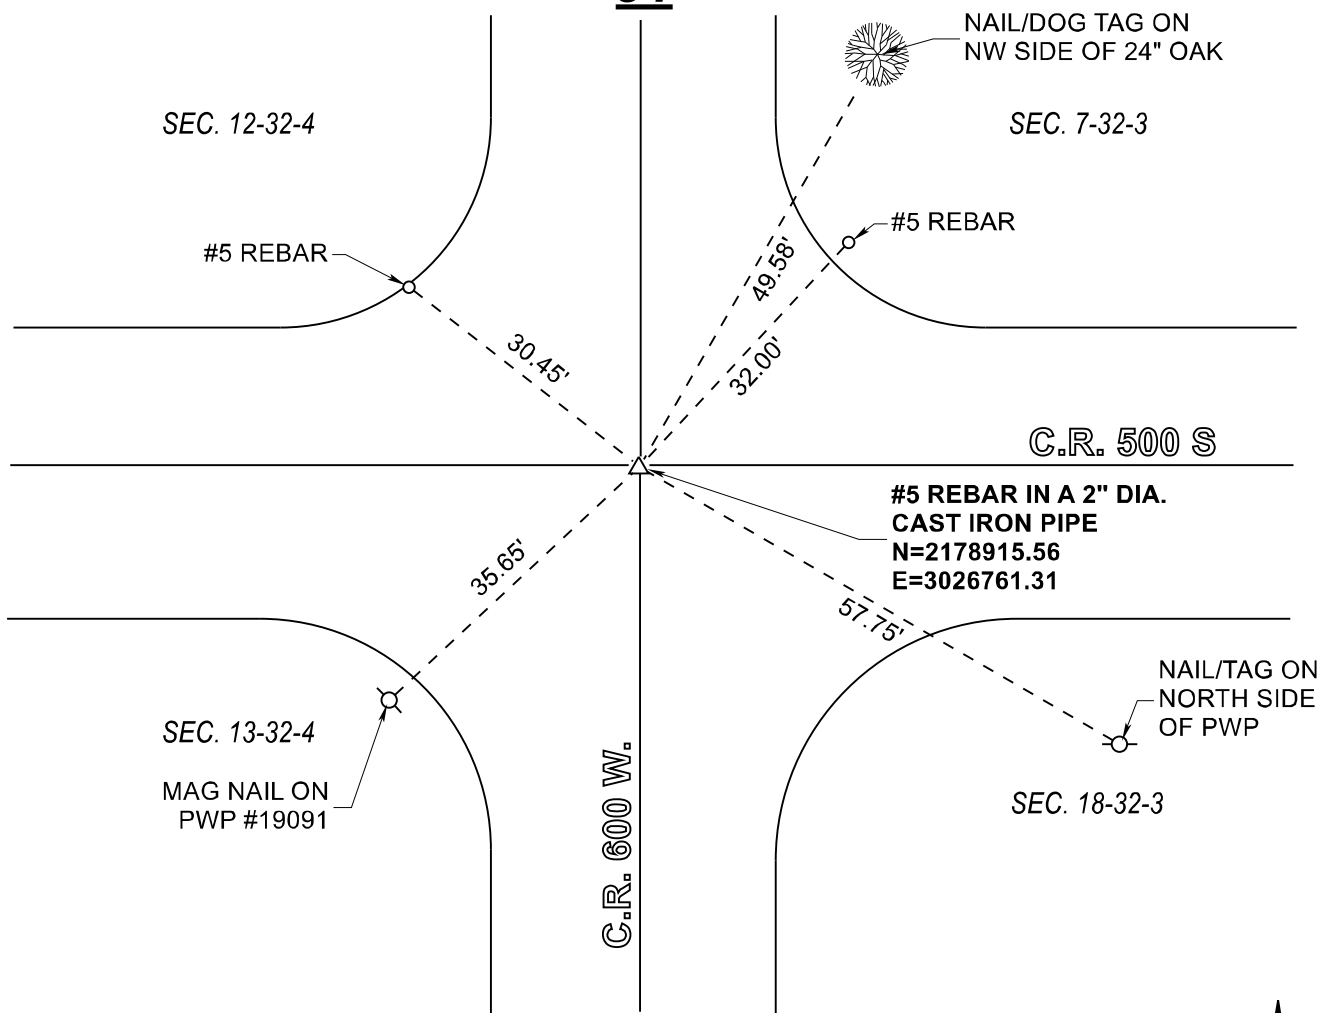 NAIL/DOG TAG ON
NW SIDE OF 24" OAK
SEC. 12-32-4
SEC. 7-32-3
#5 REBAR
#5 REBAR
49.58'
30.45'
32.00'
C.R. 500 S
#5 REBAR IN A 2" DIA.
CAST IRON PIPE
N=2178915.56
E=3026761.31
35.65'
57.75'
NAIL/TAG ON
NORTH SIDE
OF PWP
SEC. 13-32-4
MAG NAIL ON
PWP #19091
SEC. 18-32-3
C.R. 600 W.